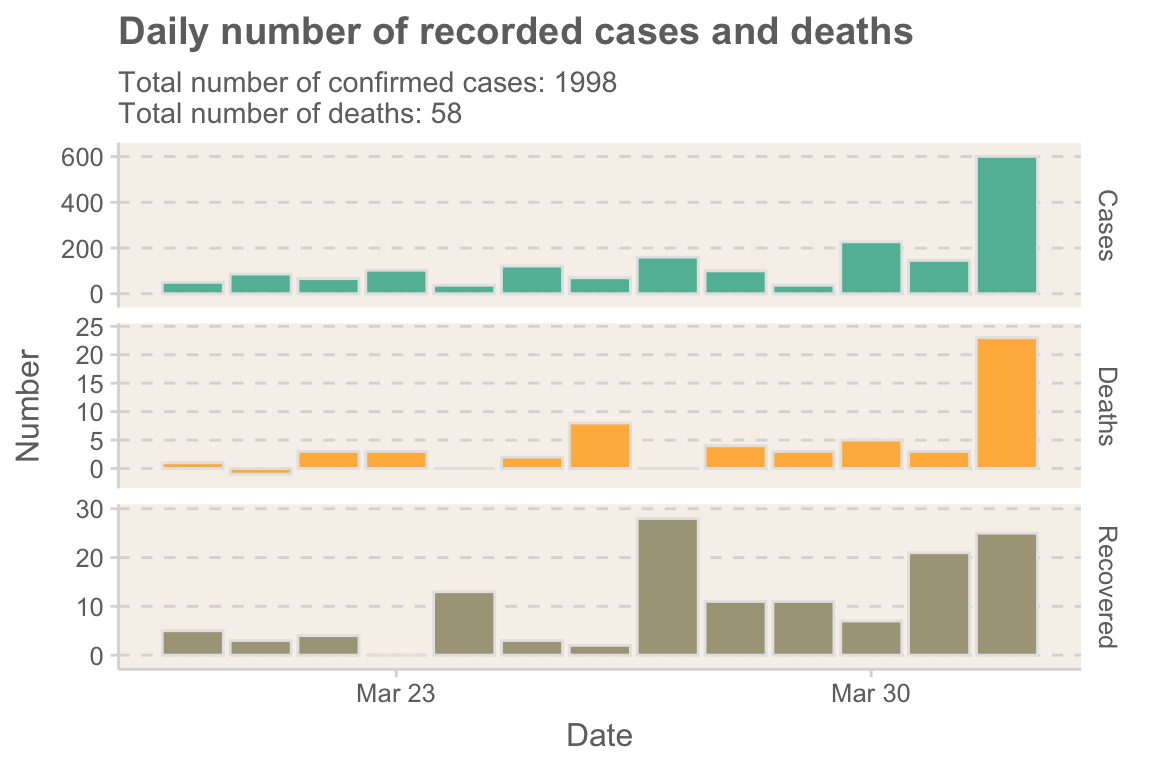 Daily number of recorded cases and deaths
Total number of confirmed cases: 1998
Total number of deaths: 58
600
400
200
0
Cases
25
20
15
10
5
0
Deaths
30
20
10
0
Recovered
Number
Mar 23
Mar 30
Date